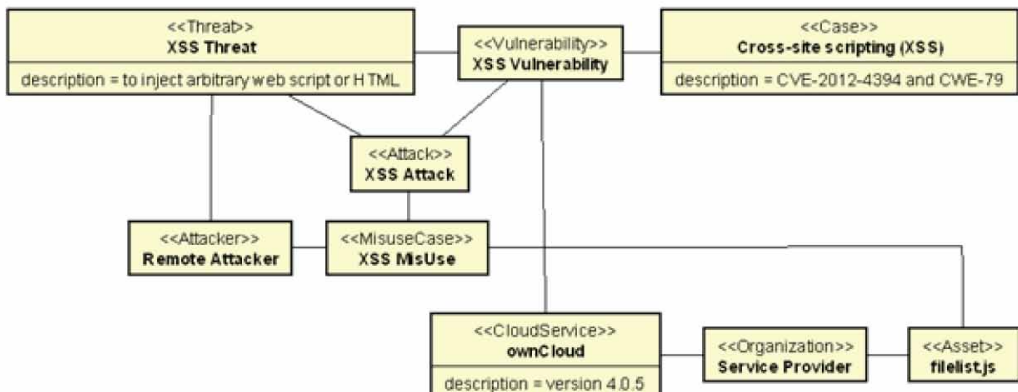 <<Threat>>
XSS Threat
description = to inject arbitrary web script or HTML
<<Vulnerability>>
XSS Vulnerability
<<Case>>
Cross-site scripting (XSS)
description = CVE-2012-4394 and CWE-79
<<Attack>>
XSS Attack
<<Attacker>>
Remote Attacker
<<MisuseCase>>
XSS MisUse
<<CloudService>>
ownCloud
description = version 4.0.5
<<Organization>>
Service Provider
<<Asset>>
filelist.js